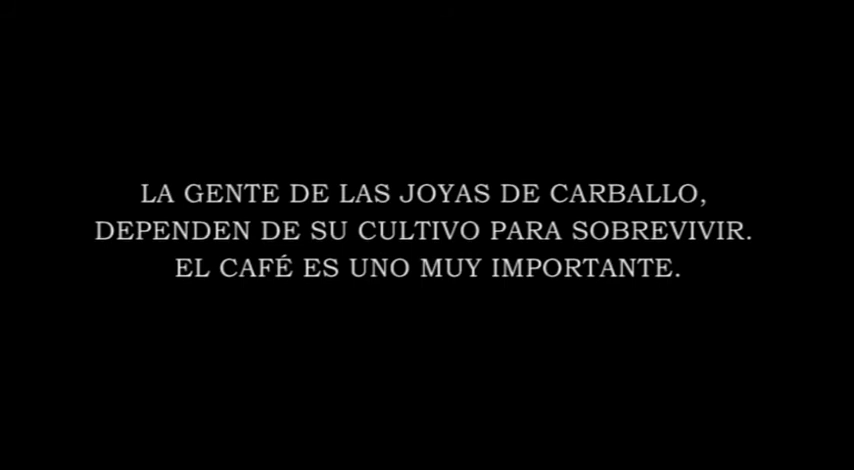 LA GENTE DE LAS JOYAS DE CARBALLO,
DEPENDEN DE SU CULTIVO PARA SOBREVIVIR.
EL CAFÉ ES UNO MUY IMPORTANTE.